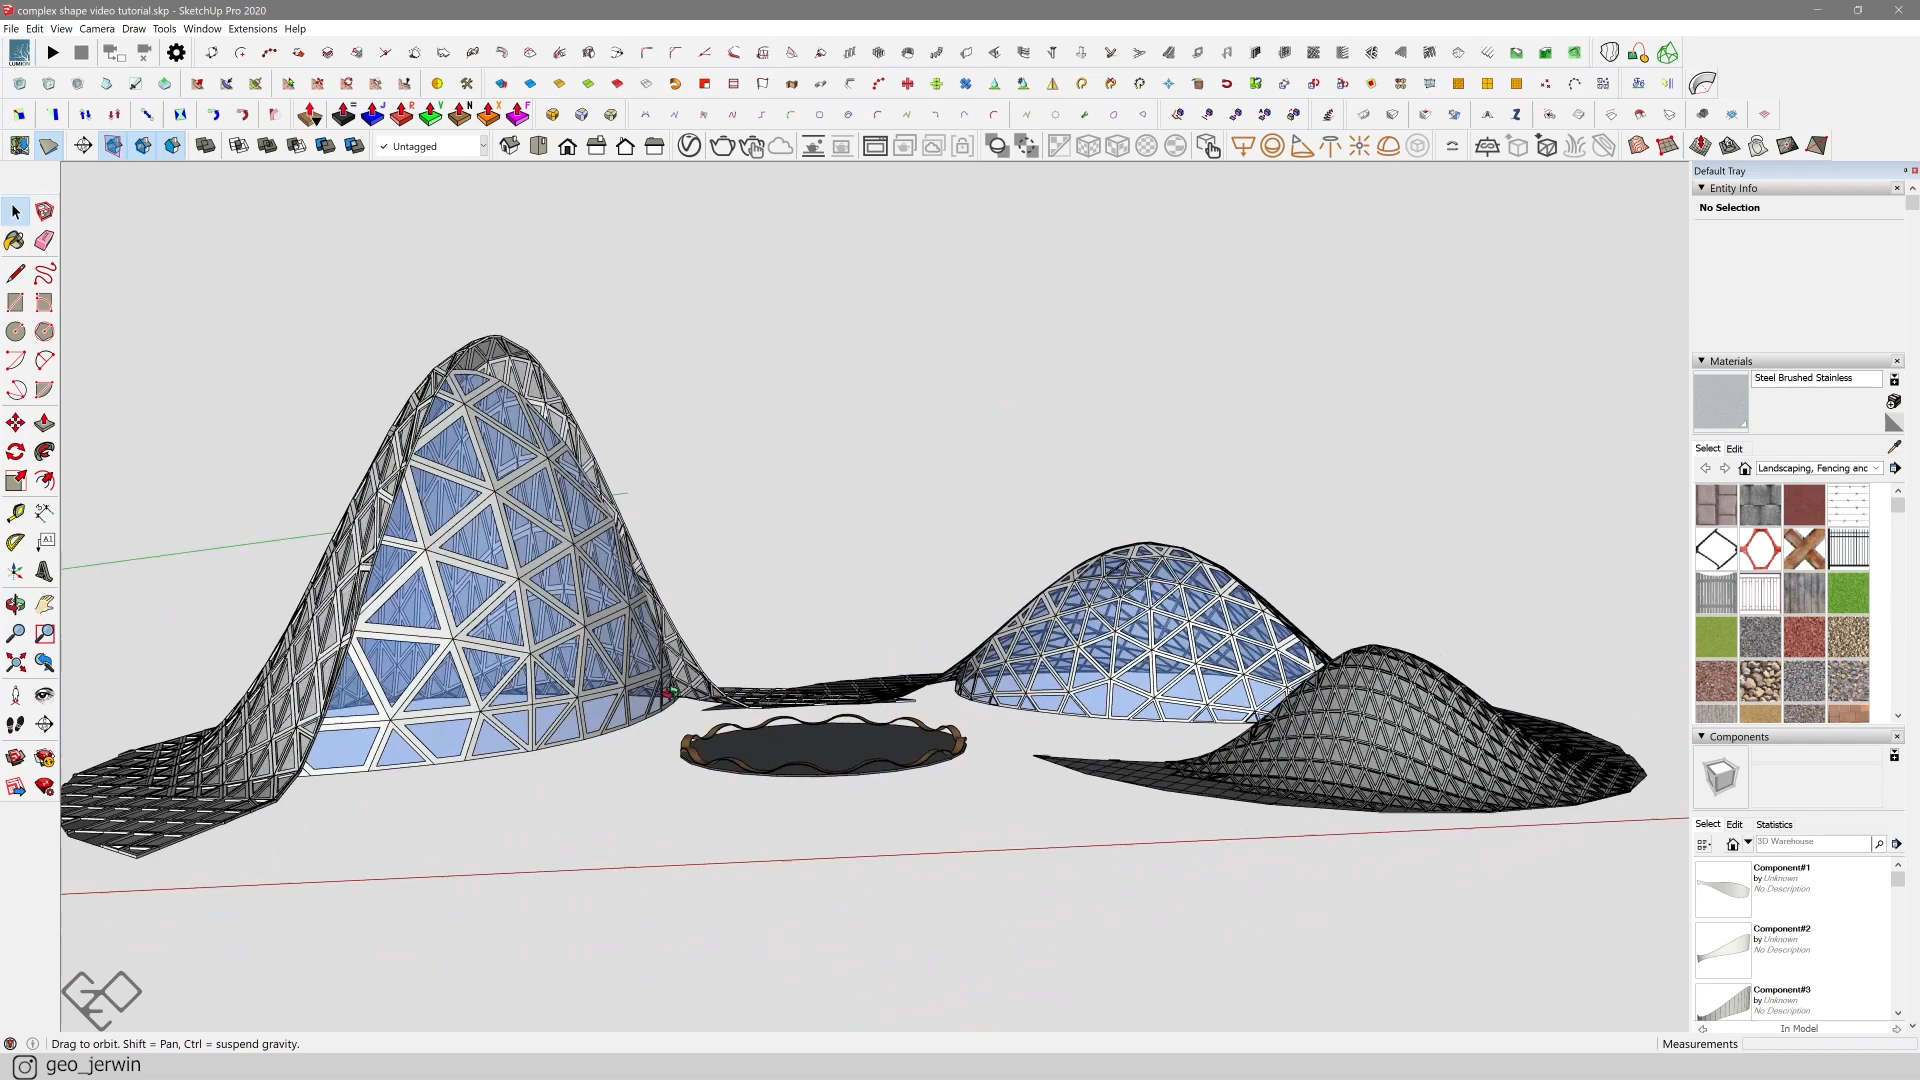 complex shape video tutorial.skp - SketchUp Pro 2020
File Edit View Camera Draw Tools Window Extensions Help
LUMION
= J R V N X F
✓ Untagged
Default Tray
Entity Info
No Selection
Materials
Steel Brushed Stainless
Select Edit
Landscaping, Fencing and
A1
Components
Select Edit Statistics
3D Warehouse
Component#1
by Unknown
No Description
Component#2
by Unknown
No Description
Component#3
by Unknown
No Description
In Model
Drag to orbit. Shift = Pan, Ctrl = suspend gravity.
Measurements
geo_jerwin